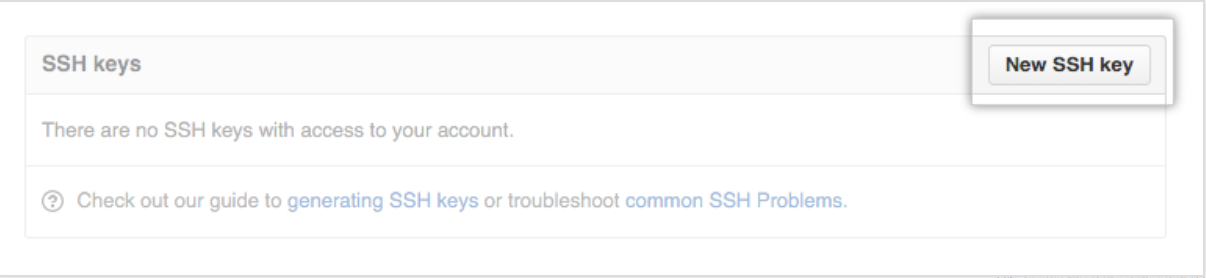 SSH keys
New SSH key
There are no SSH keys with access to your account.
Check out our guide to generating SSH keys or troubleshoot common SSH Problems.